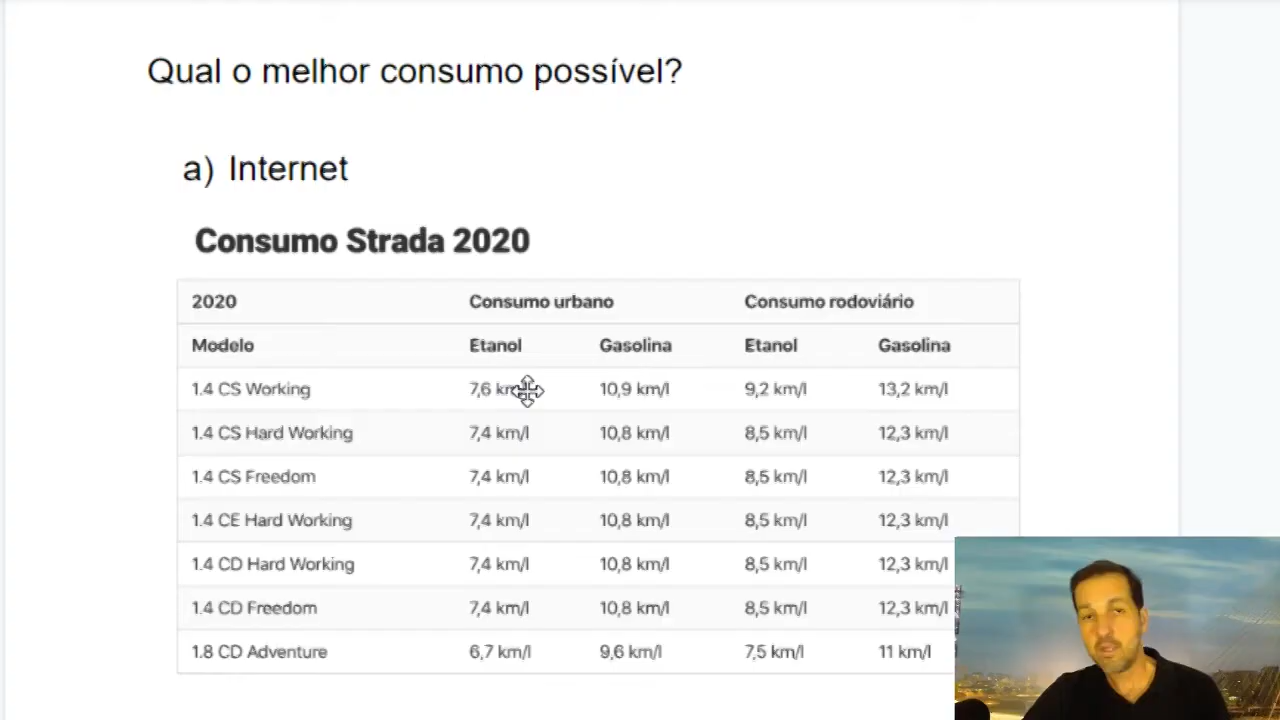 Qual o melhor consumo possível?
a) Internet
Consumo Strada 2020
2020 Consumo urbano Consumo rodoviário
Modelo Etanol Gasolina Etanol Gasolina
1.4 CS Working 7,6 10,9 km/l 9,2 km/l 13,2 km/l
1.4 CS Hard Working 7,4 km/l 10,8 km/l 8,5 km/l 12,3 km/l
1.4 CS Freedom 7,4 km/l 10,8 km/l 8,5 km/l 12,3 km/l
1.4 CE Hard Working 7,4 km/l 10,8 km/l 8,5 km/l 12,3 km/l
1.4 CD Hard Working 7,4 km/l 10,8 km/l 8,5 km/l 12,3 km/l
1.4 CD Freedom 7,4 km/l 10,8 km/l 8,5 km/l 12,3 km/l
1.8 CD Adventure 6,7 km/l 9,6 km/l 7,5 km/l 11 km/l